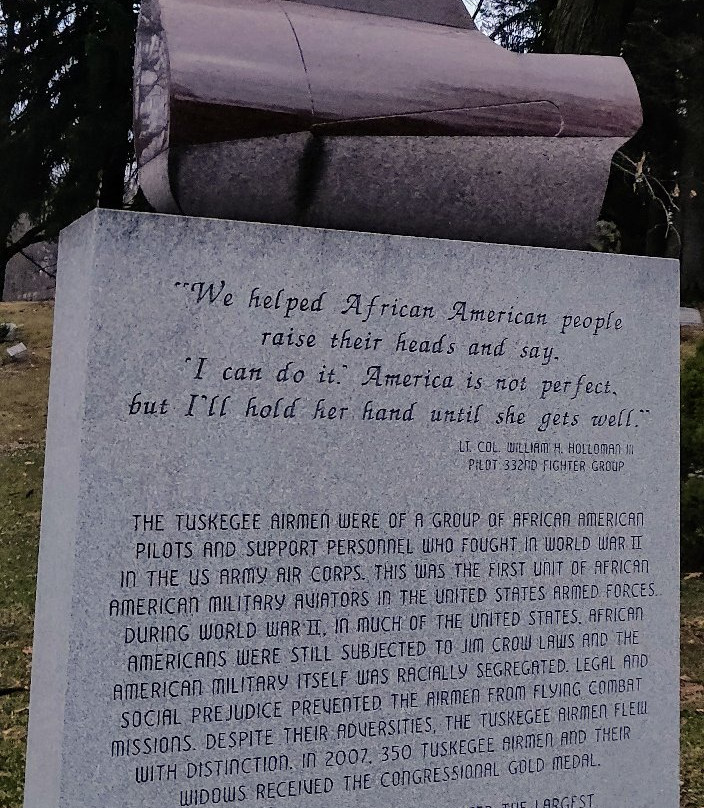 "We helped African American people
raise their heads and say.
"I can do it." America is not perfect,
but I'll hold her hand until she gets well."
LT. COL. WILLIAM H. HOLLOMAN III
PILOT 332ND FIGHTER GROUP
THE TUSKEGEE AIRMEN WERE OF A GROUP OF AFRICAN AMERICAN
PILOTS AND SUPPORT PERSONNEL WHO FOUGHT IN WORLD WAR II
IN THE US ARMY AIR CORPS. THIS WAS THE FIRST UNIT OF AFRICAN
AMERICAN MILITARY AVIATORS IN THE UNITED STATES ARMED FORCES.
DURING WORLD WAR II, IN MUCH OF THE UNITED STATES, AFRICAN
AMERICANS WERE STILL SUBJECTED TO JIM CROW LAWS AND THE
AMERICAN MILITARY ITSELF WAS RACIALLY SEGREGATED. LEGAL AND
SOCIAL PREJUDICE PREVENTED THE AIRMEN FROM FLYING COMBAT
MISSIONS. DESPITE THEIR ADVERSITIES, THE TUSKEGEE AIRMEN FLEW
WITH DISTINCTION. IN 2007, 350 TUSKEGEE AIRMEN AND THEIR
WIDOWS RECEIVED THE CONGRESSIONAL GOLD MEDAL.
THE LARGEST